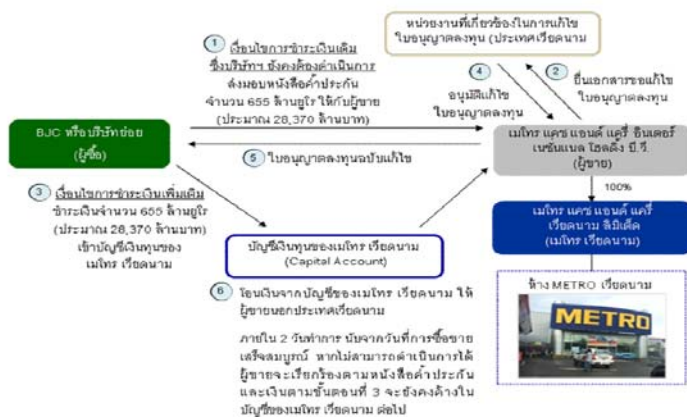 หน่วยงานที่เกี่ยวข้องในการแก้ไข
ใบอนุญาตลงทุน (ประเทศเวียดนาม
1
เงื่อนไขการชำระเงินเดิม
ซึ่งบริษัทฯ ยังคงต้องดำเนินการ
ส่งมอบหนังสือค้ำประกัน
จำนวน 655 ล้านยูโร ให้กับผู้ขาย
(ประมาณ 28,370 ล้านบาท)
4
อนุมัติแก้ไข
ใบอนุญาตลงทุน
2
ยื่นเอกสารขอแก้ไข
ใบอนุญาตลงทุน
BJC หรือบริษัทย่อย
(ผู้ซื้อ)
เมโทร แคช แอนด์ แครี่ อินเตอร์
เนชั่นแนล โฮลดิ้ง บี.วี.
(ผู้ขาย)
5
ใบอนุญาตลงทุนฉบับแก้ไข
100%
3
เงื่อนไขการชำระเงินเพิ่มเติม
ชำระเงินจำนวน 655 ล้านยูโร
(ประมาณ 28,370 ล้านบาท)
เข้าบัญชีเงินทุนของ
เมโทร เวียดนาม
บัญชีเงินทุนของเมโทร เวียดนาม
(Capital Account)
เมโทร แคช แอนด์ แครี่
เวียดนาม ลิมิเต็ด
(เมโทร เวียดนาม)
6
โอนเงินจากบัญชีของเมโทร เวียดนาม ให้
ผู้ขายนอกประเทศเวียดนาม
ภายใน 2 วันทำการ นับจากวันที่การซื้อขาย
เสร็จสมบูรณ์ หากไม่สามารถดำเนินการได้
ผู้ขายจะเรียกร้องตามหนังสือค้ำประกัน
และเงินตามขั้นตอนที่ 3 จะยังคงค้างใน
บัญชีของเมโทร เวียดนาม ต่อไป
ห้าง METRO เวียดนาม
METRO